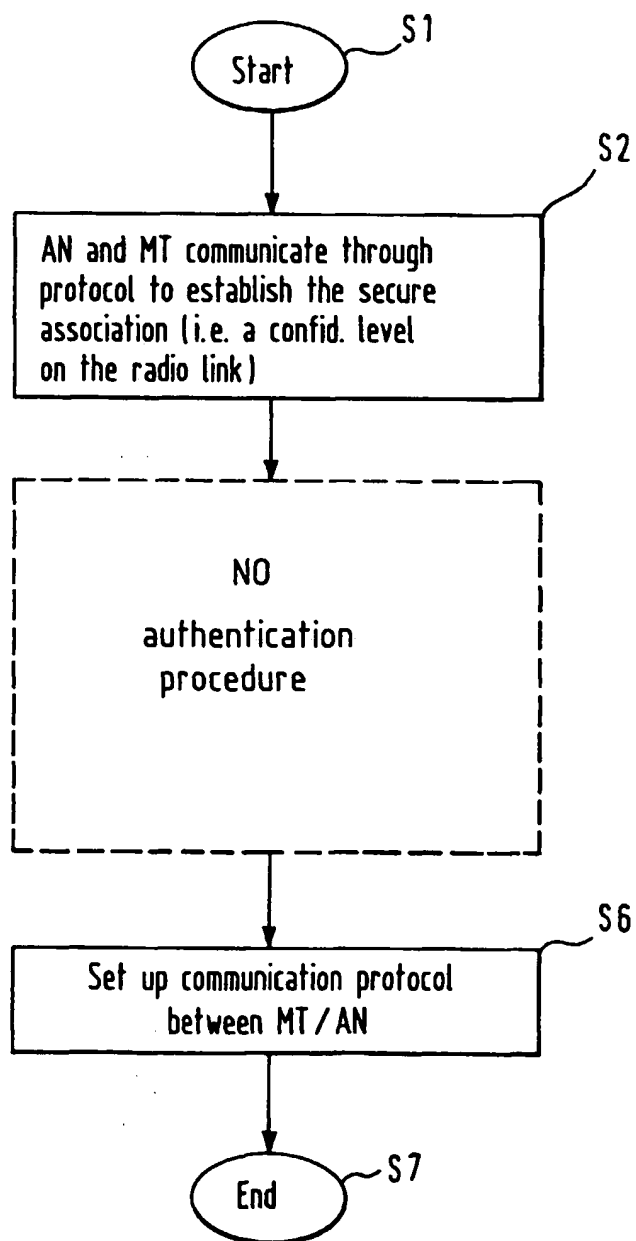 S1
Start
S2
AN and MT communicate through
protocol to establish the secure
association (i.e. a confid. level
on the radio link)
NO
authentication
procedure
S6
Set up communication protocol
between MT / AN
S7
End